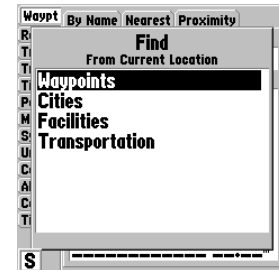 Waypt By Name Nearest Proximity
Find
From Current Location
Waypoints
Cities
Facilities
Transportation
S